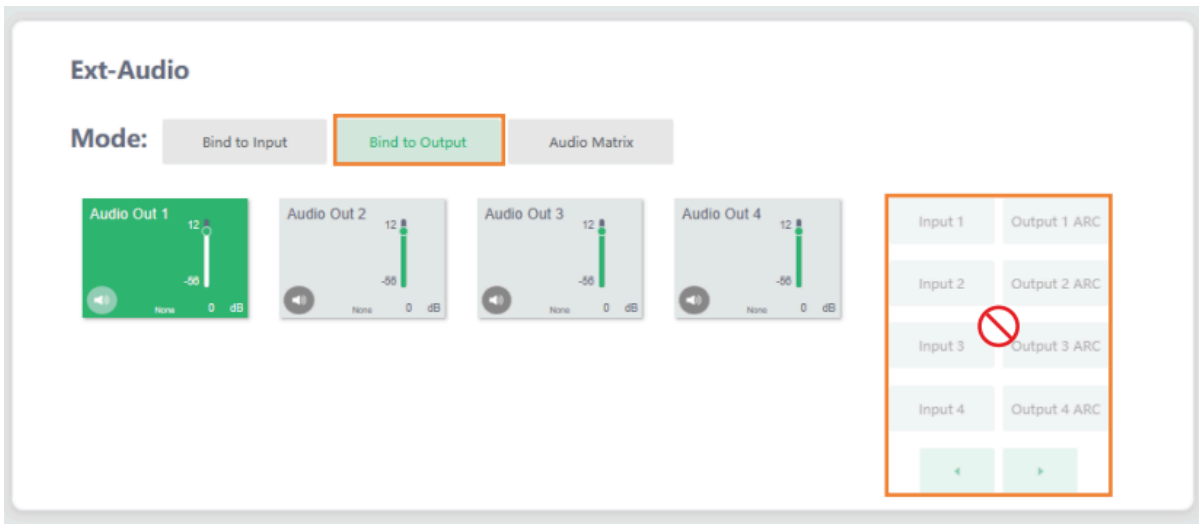 Ext-Audio
Mode: Bind to Input Bind to Output Audio Matrix
Audio Out 1
12
-56
None 0 dB
Audio Out 2
12
-56
None 0 dB
Audio Out 3
12
-56
None 0 dB
Audio Out 4
12
-56
None 0 dB
Input 1 Output 1 ARC
Input 2 Output 2 ARC
Input 3 Output 3 ARC
Input 4 Output 4 ARC